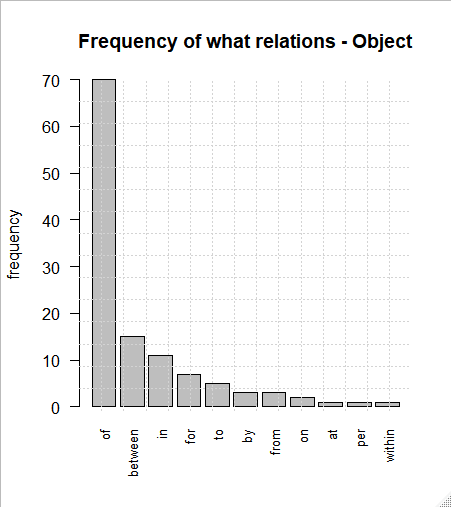 Frequency of what relations - Object
frequency
70
60
50
40
30
20
10
0
of
between
in
for
to
by
from
on
at
per
within